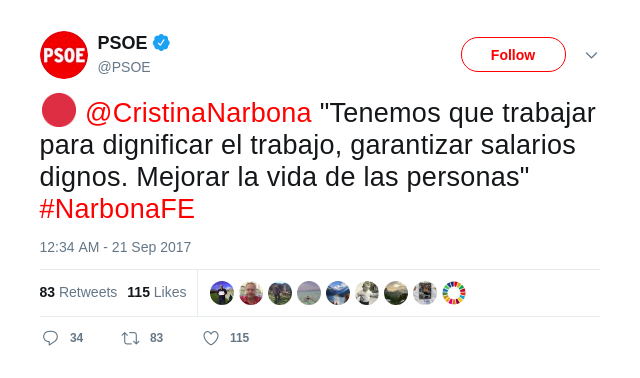 PSOE
PSOE
@PSOE
Follow
@CristinaNarbona "Tenemos que trabajar
para dignificar el trabajo, garantizar salarios
dignos. Mejorar la vida de las personas"
#NarbonaFE
12:34 AM - 21 Sep 2017
83 Retweets 115 Likes
34 83 115